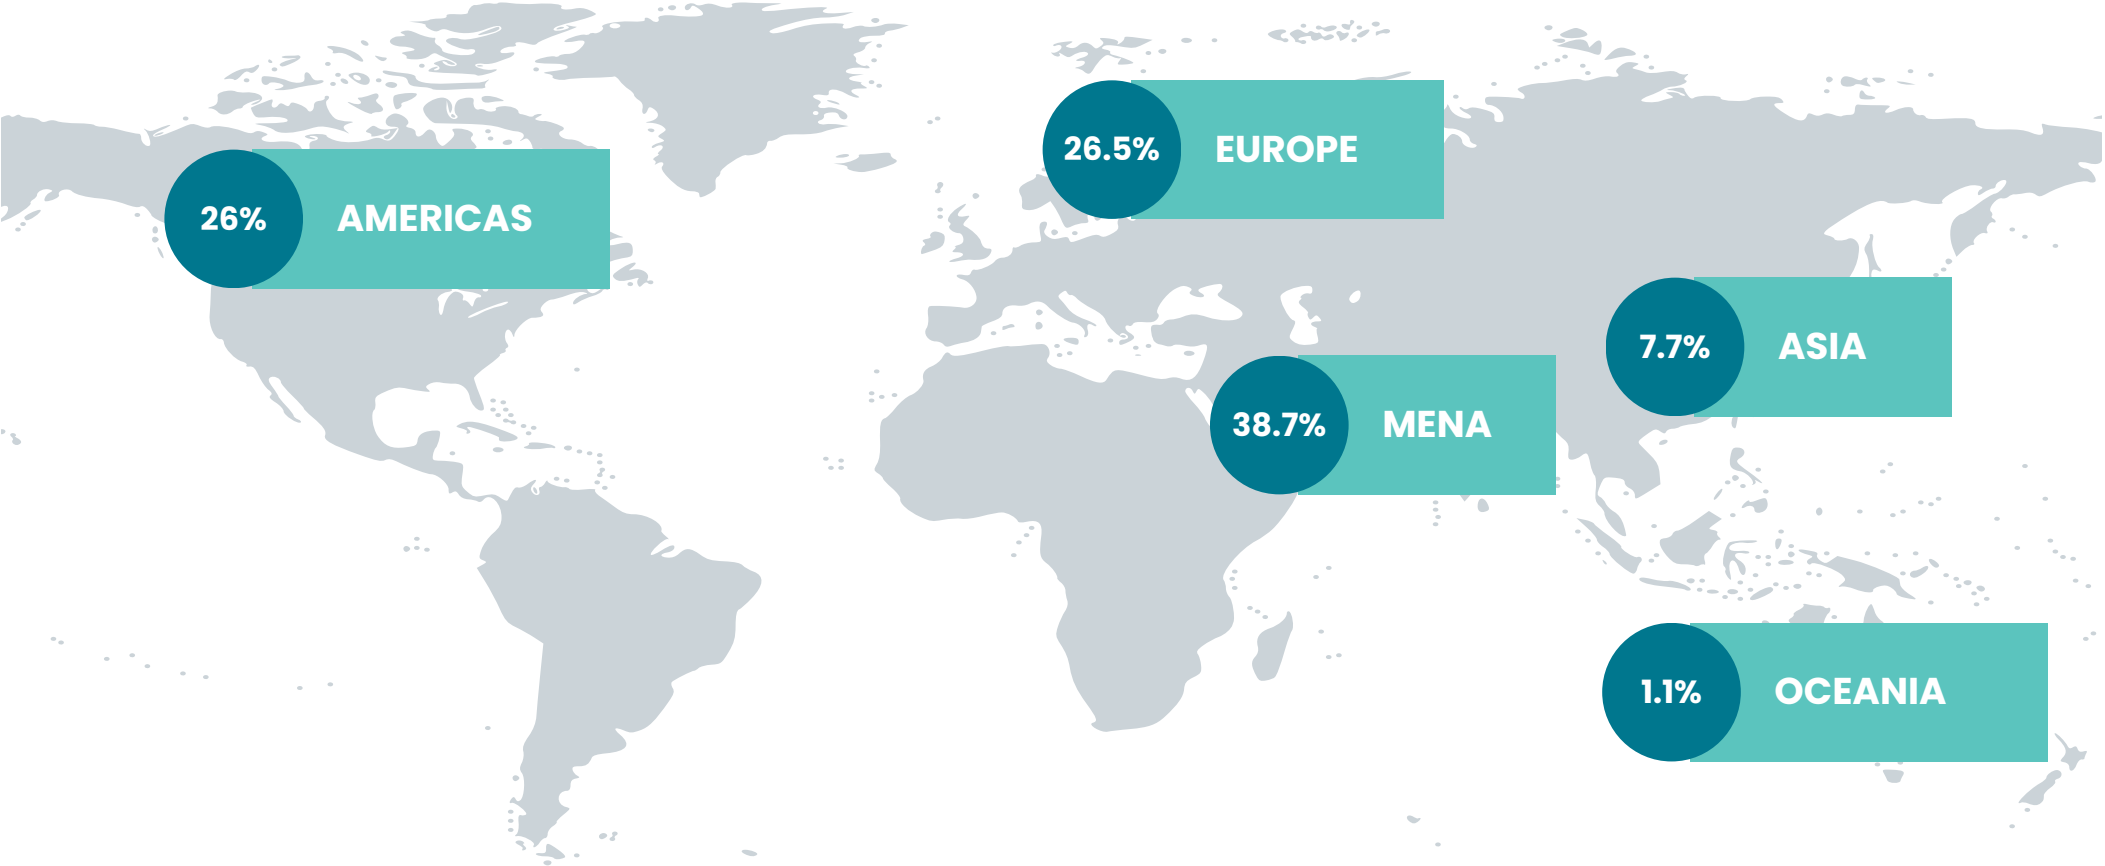 26.5% EUROPE
26% AMERICAS
7.7% ASIA
38.7% MENA
1.1% OCEANIA